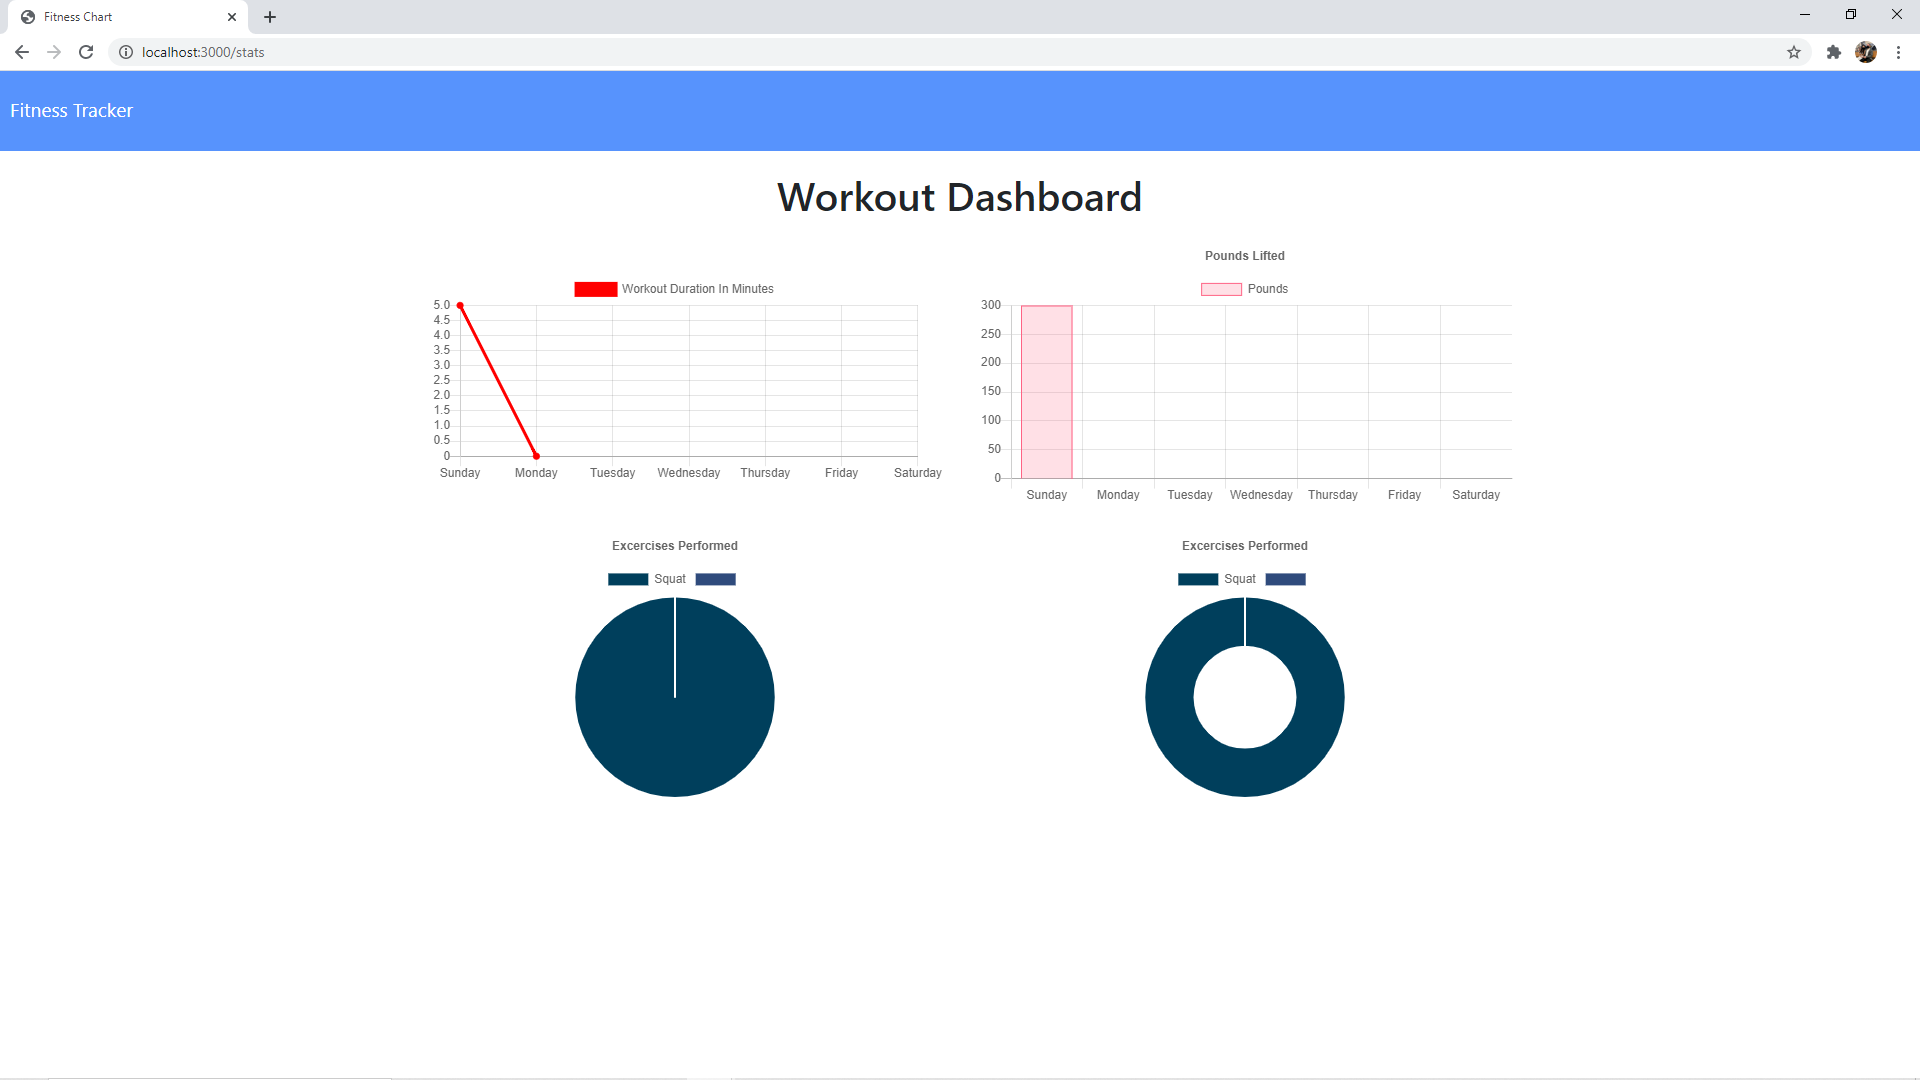 Fitness Chart
localhost:3000/stats
Fitness Tracker
Workout Dashboard
Workout Duration In Minutes
5.0
4.5
4.0
3.5
3.0
2.5
2.0
1.5
1.0
0.5
0
Sunday Monday Tuesday Wednesday Thursday Friday Saturday
Pounds Lifted
Pounds
300
250
200
150
100
50
0
Sunday Monday Tuesday Wednesday Thursday Friday Saturday
Excercises Performed
Squat
Excercises Performed
Squat